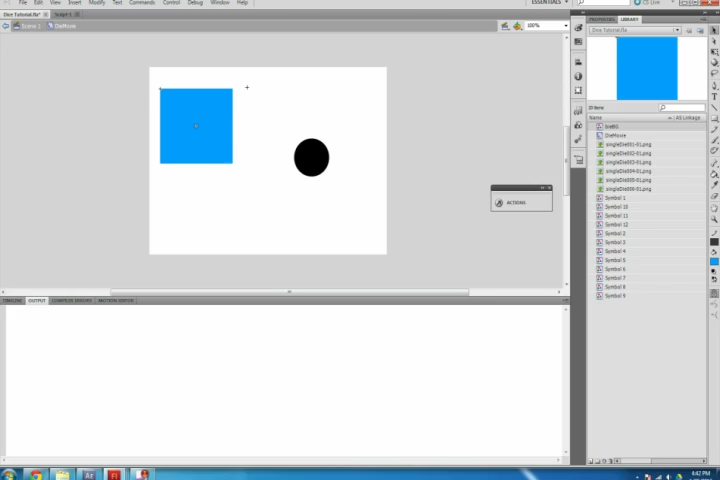 File Edit View Insert Modify Text Commands Control Debug Window Help
ESSENTIALS
CS Live
Dice Tutorial.fla* Script-1
Scene 1 DieMovie
100%
PROPERTIES LIBRARY
Dice Tutorial.fla
Name AS Linkage
DieMovie
singleDie001-01.png
singleDie002-01.png
singleDie003-01.png
singleDie004-01.png
singleDie005-01.png
singleDie006-01.png
Symbol 1
Symbol 10
Symbol 11
Symbol 12
Symbol 2
Symbol 3
Symbol 4
Symbol 5
Symbol 6
Symbol 7
Symbol 8
Symbol 9
ACTIONS
TIMELINE OUTPUT COMPILER ERRORS MOTION EDITOR
4:42 PM